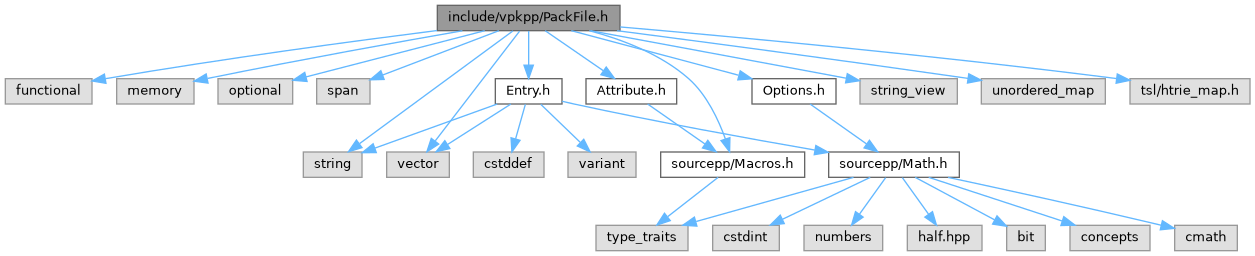 include/vpkpp/PackFile.h
functional
memory
optional
span
Entry.h
Attribute.h
Options.h
string_view
unordered_map
tsl/htrie_map.h
string
vector
cstddef
variant
sourcepp/Macros.h
sourcepp/Math.h
type_traits
cstdint
numbers
half.hpp
bit
concepts
cmath